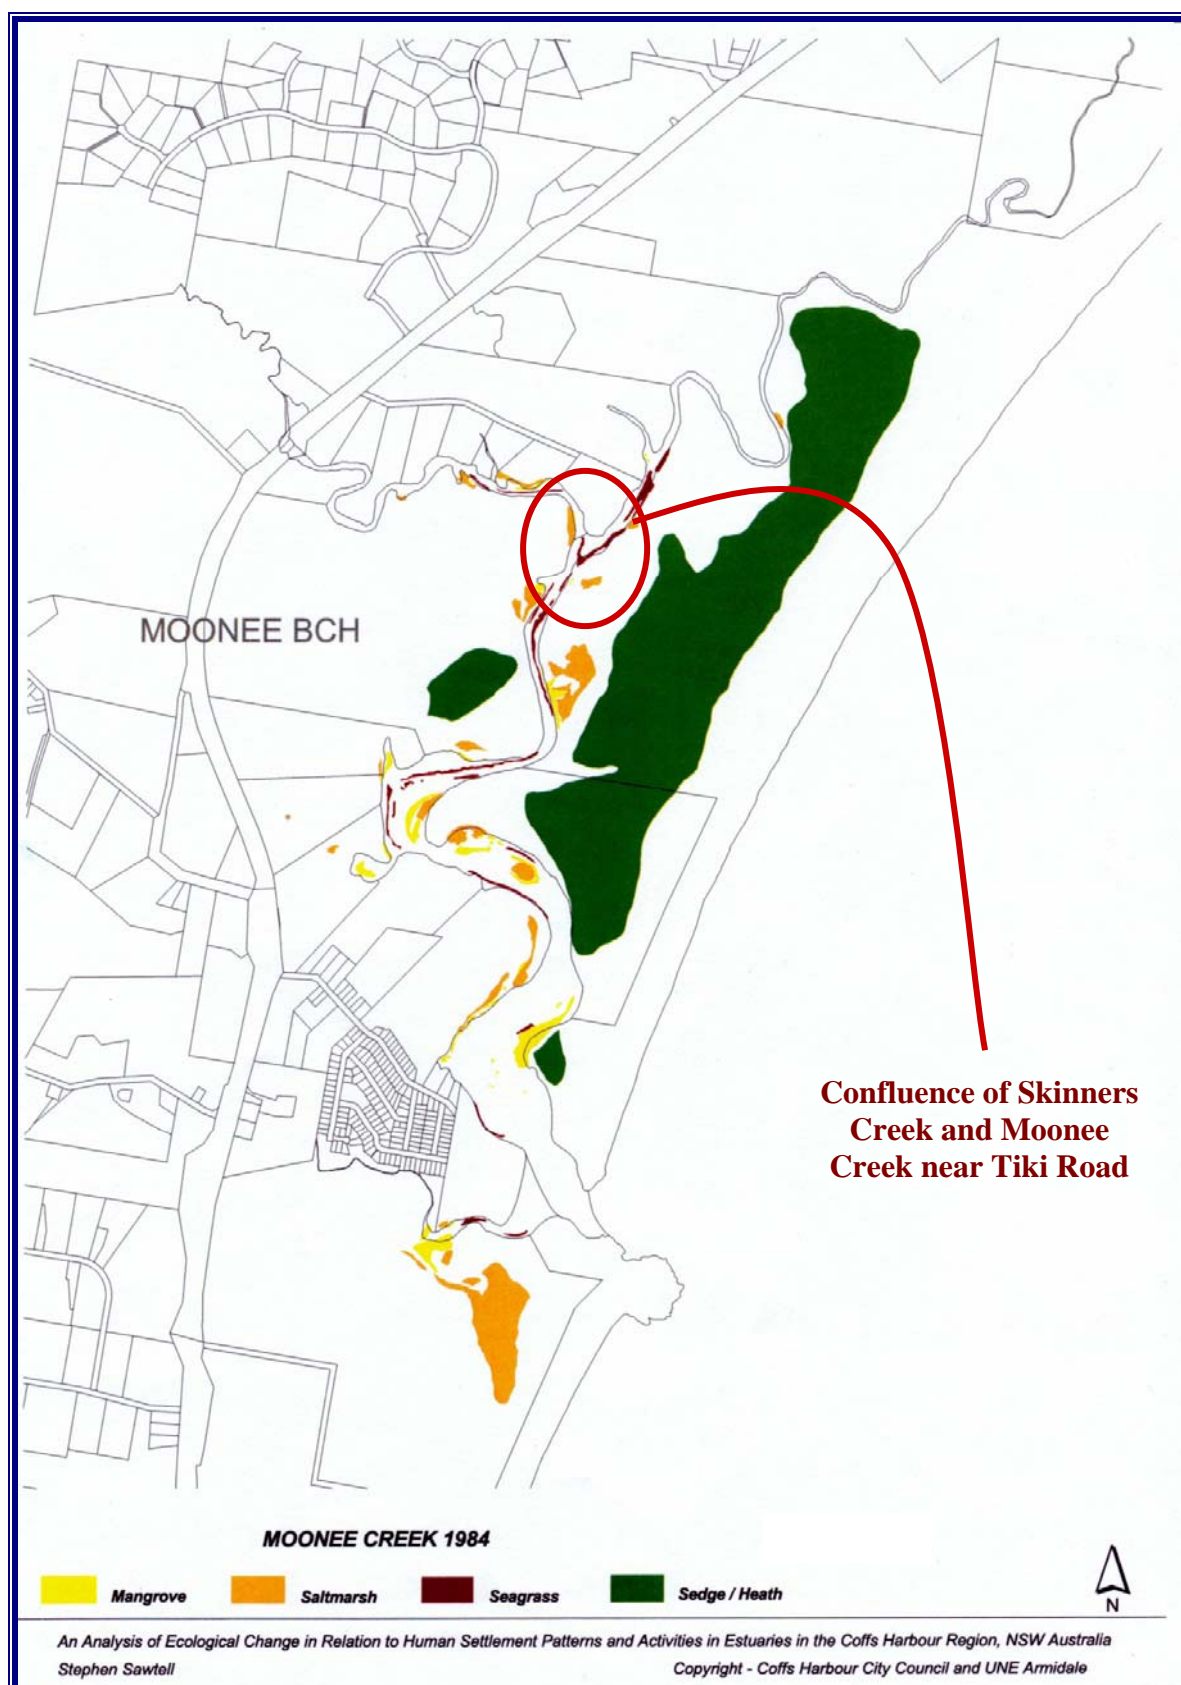 MOONEE BCH
Confluence of Skinners
Creek and Moonee
Creek near Tiki Road
MOONEE CREEK 1984
Mangrove
Saltmarsh
Seagrass
Sedge / Heath
N
An Analysis of Ecological Change in Relation to Human Settlement Patterns and Activities in Estuaries in the Coffs Harbour Region, NSW Australia
Stephen Sawtell
Copyright - Coffs Harbour City Council and UNE Armidale